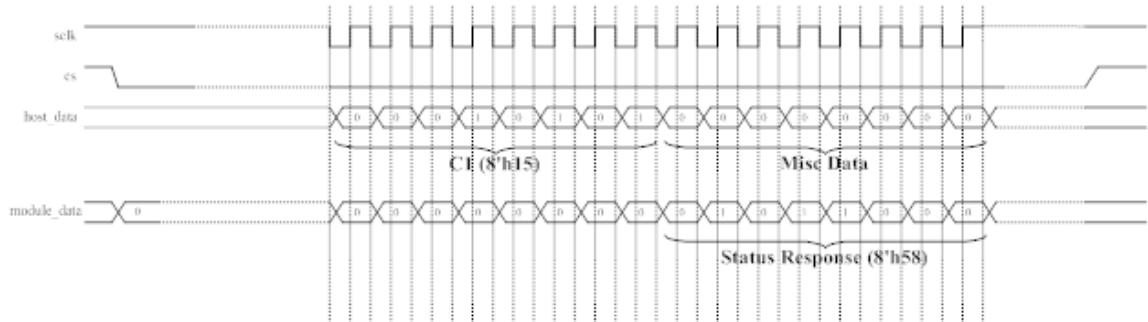 sclk
cs
host_data 0 0 0 1 0 1 0 1 0 0 0 0 0 0 0 0
C1 (8'h15) Misc Data
module_data 0 0 0 0 0 0 0 0 0 0 1 0 1 1 0 0 0
Status Response (8'h58)